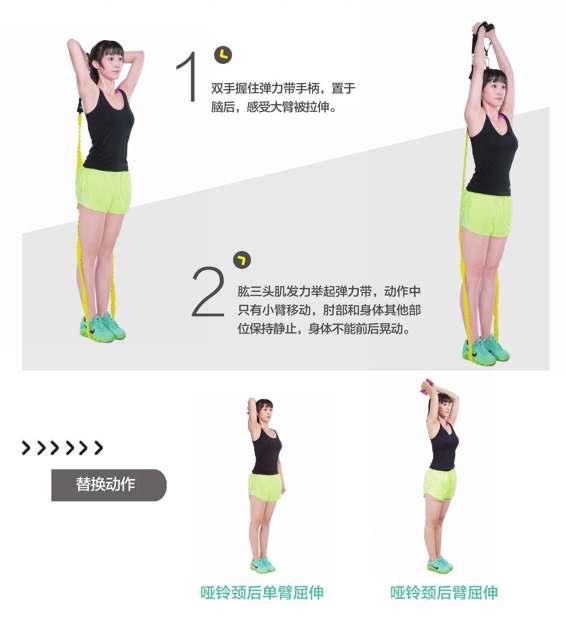 1
双手握住弹力带手柄，置于
脑后，感受大臂被拉伸。
2
肱三头肌发力举起弹力带，动作中
只有小臂移动，肘部和身体其他部
位保持静止，身体不能前后晃动。
替换动作
哑铃颈后单臂屈伸
哑铃颈后臂屈伸